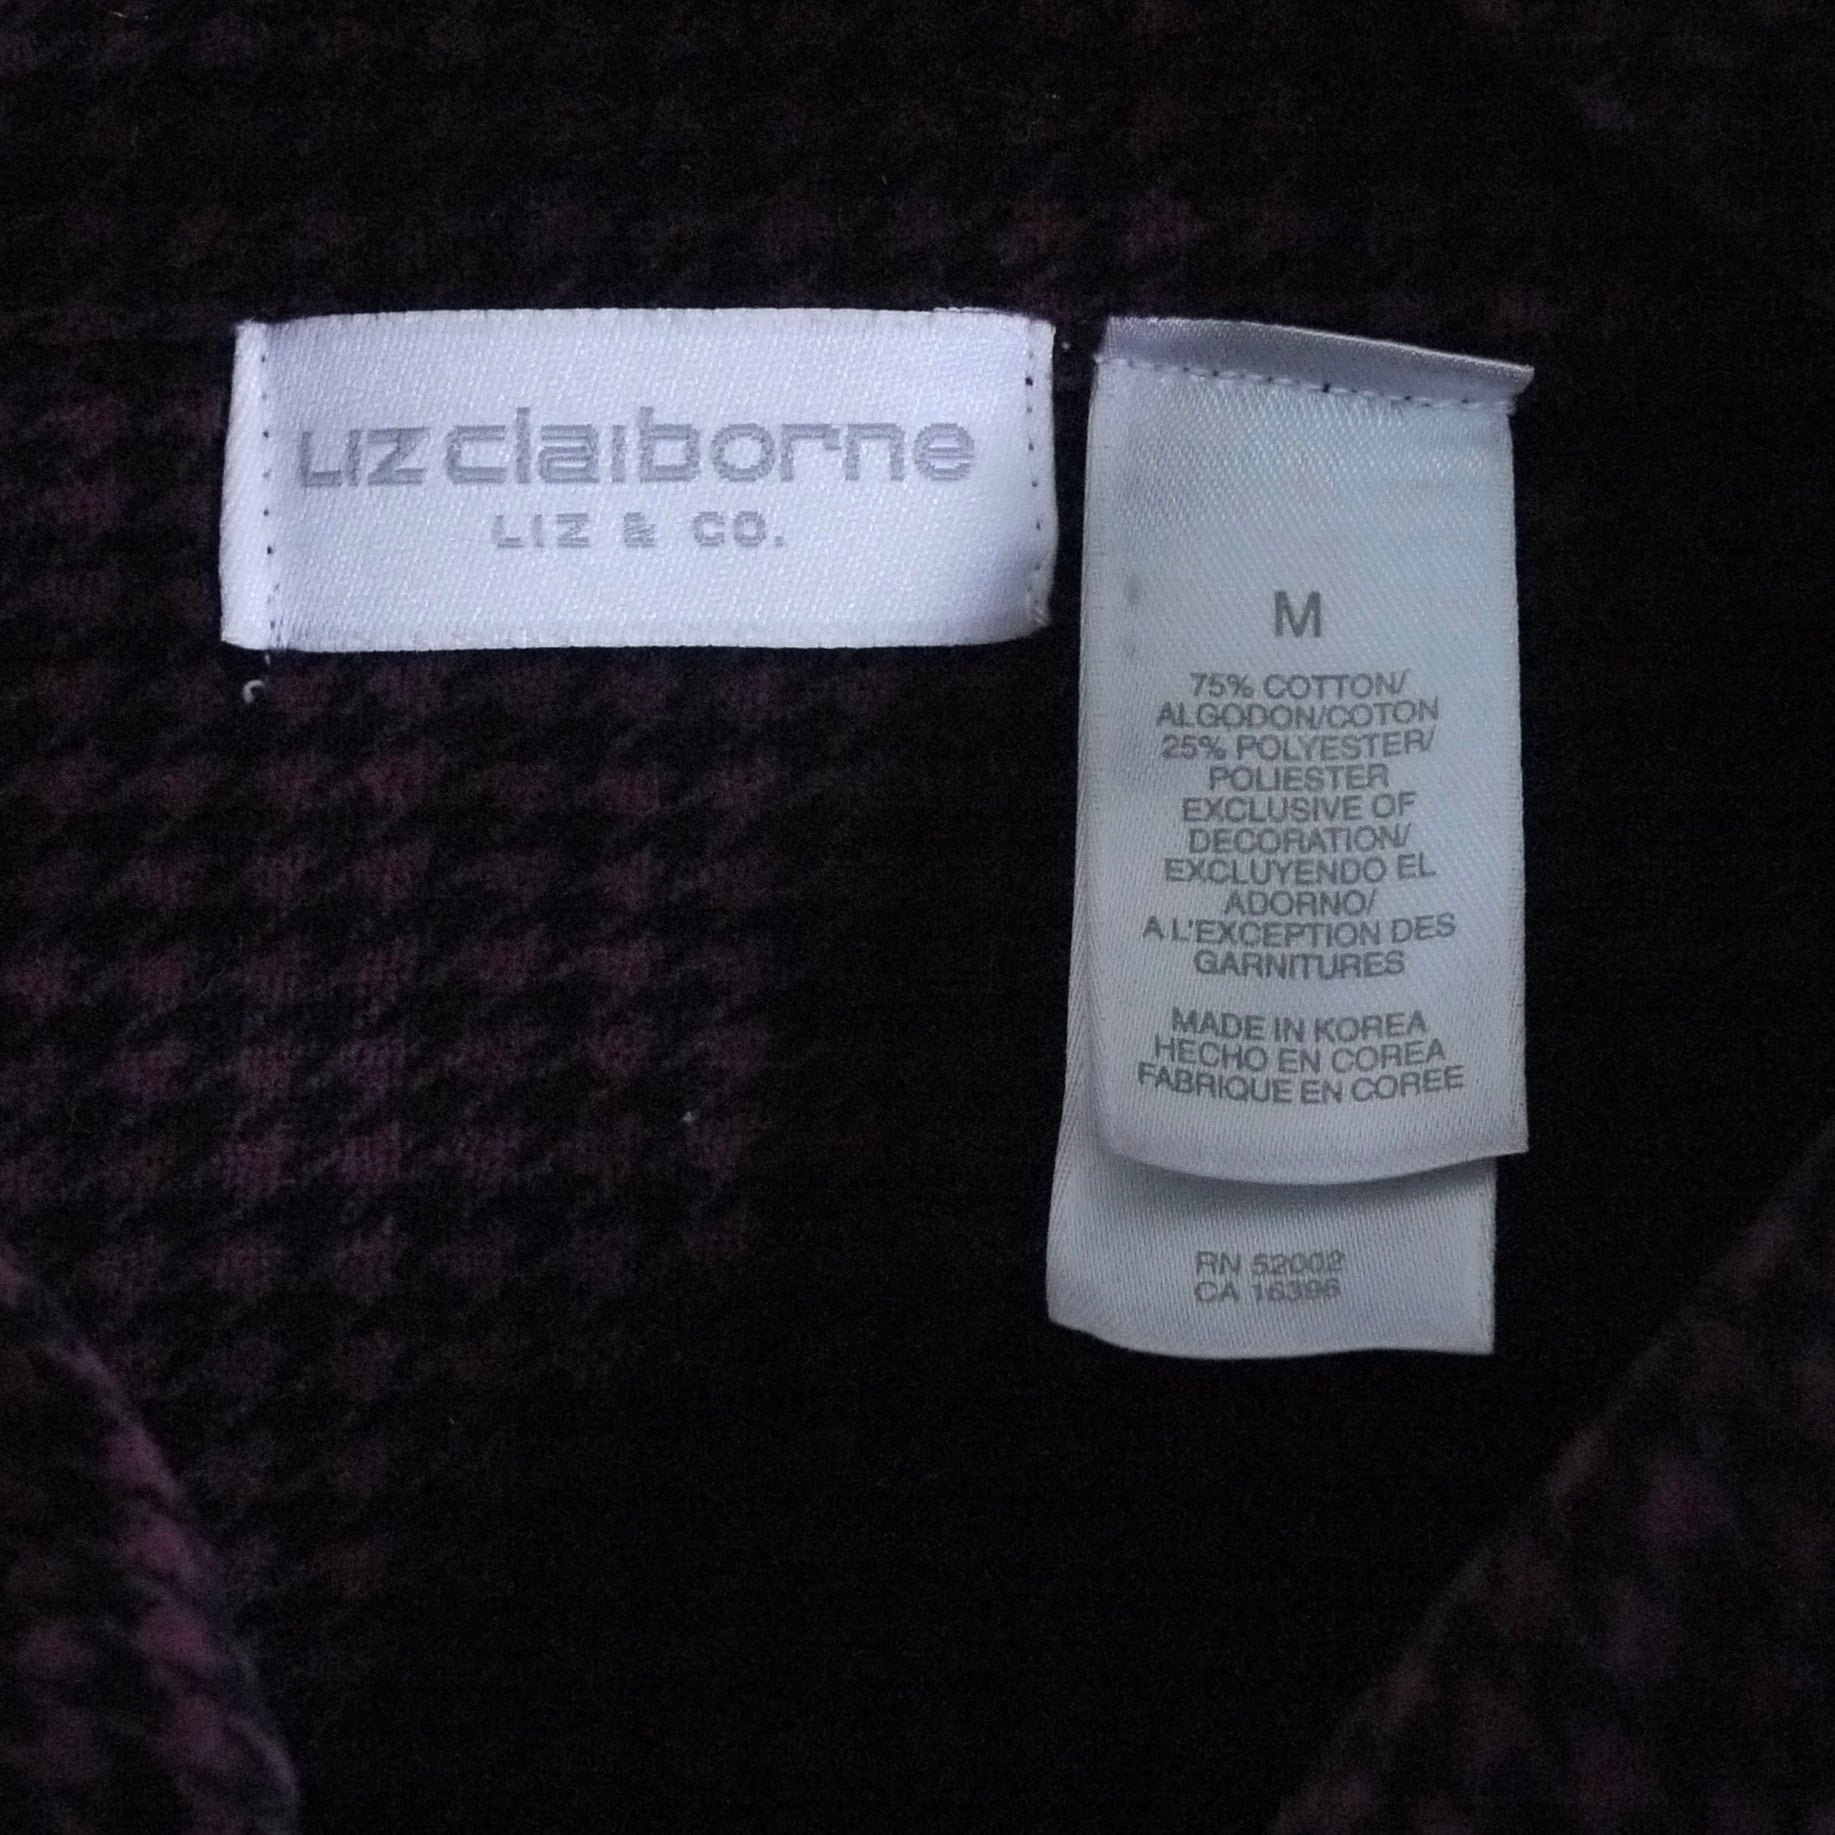 LIZ claiborne
LIZ & CO.
M
75% COTTON/
ALGODON/COTON
25% POLYESTER/
POLIESTER
EXCLUSIVE OF
DECORATION/
EXCLUYENDO EL
ADORNO/
A L'EXCEPTION DES
GARNITURES
MADE IN KOREA
HECHO EN COREA
FABRIQUE EN COREE
RN 52002
CA 16396